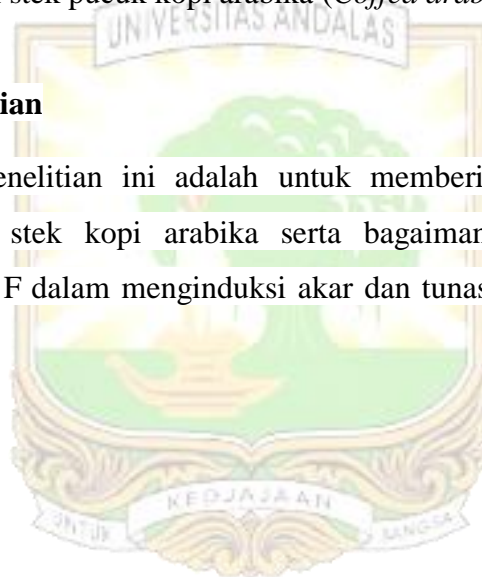 stek pucuk kopi arabika (Coffea arab
UNIVERSITAS ANDALAS
ian
enelitian ini adalah untuk memberi
stek kopi arabika serta bagaiman
F dalam menginduksi akar dan tunas
KEDJAJAAN
UNTUK
BANGSA